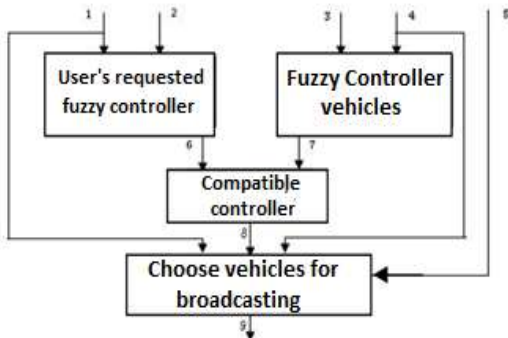 1 2 3 4
User's requested
fuzzy controller
Fuzzy Controller
vehicles
6 7
Compatible
controller
8
Choose vehicles for
broadcasting
9